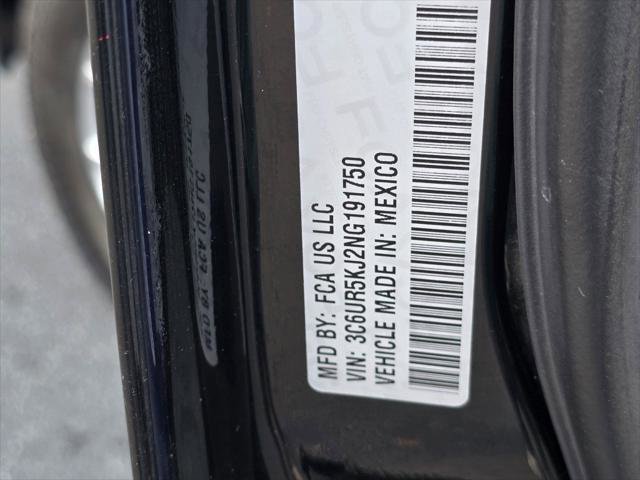 MFD BY: FCA US LLC
VIN: 3C6UR5KJ2NG191750
VEHICLE MADE IN: MEXICO